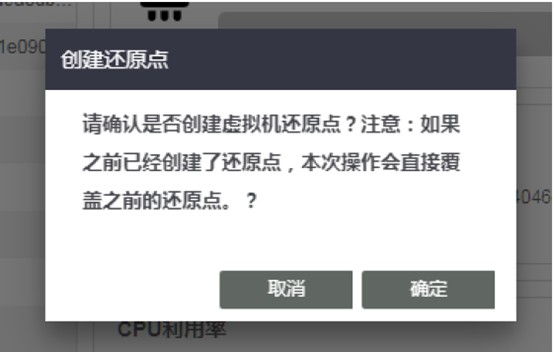 1e090
创建还原点
请确认是否创建虚拟机还原点？注意：如果
之前已经创建了还原点，本次操作会直接覆
盖之前的还原点。？
4046
取消
确定
CPU利用率